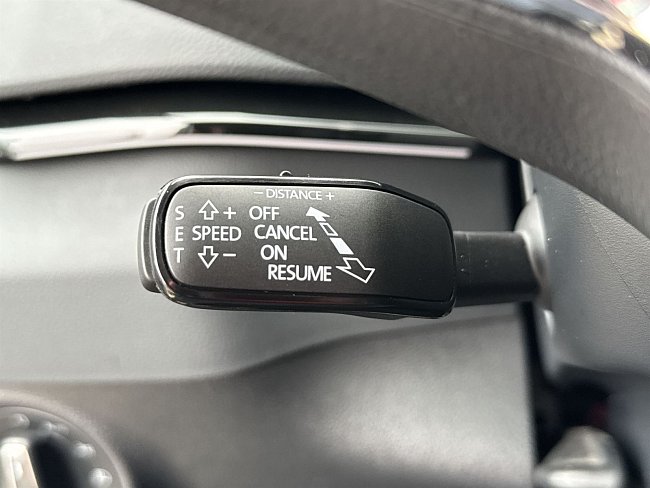 – DISTANCE +
S + OFF
E SPEED CANCEL
T – ON
RESUME